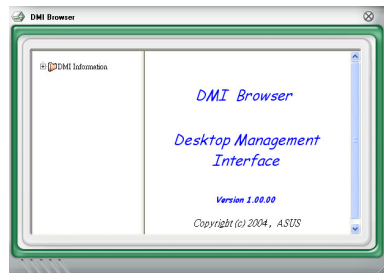 DMI Browser
DMI Information
DMI Browser
Desktop Management
Interface
Version 1.00.00
Copyright (c) 2004, ASUS